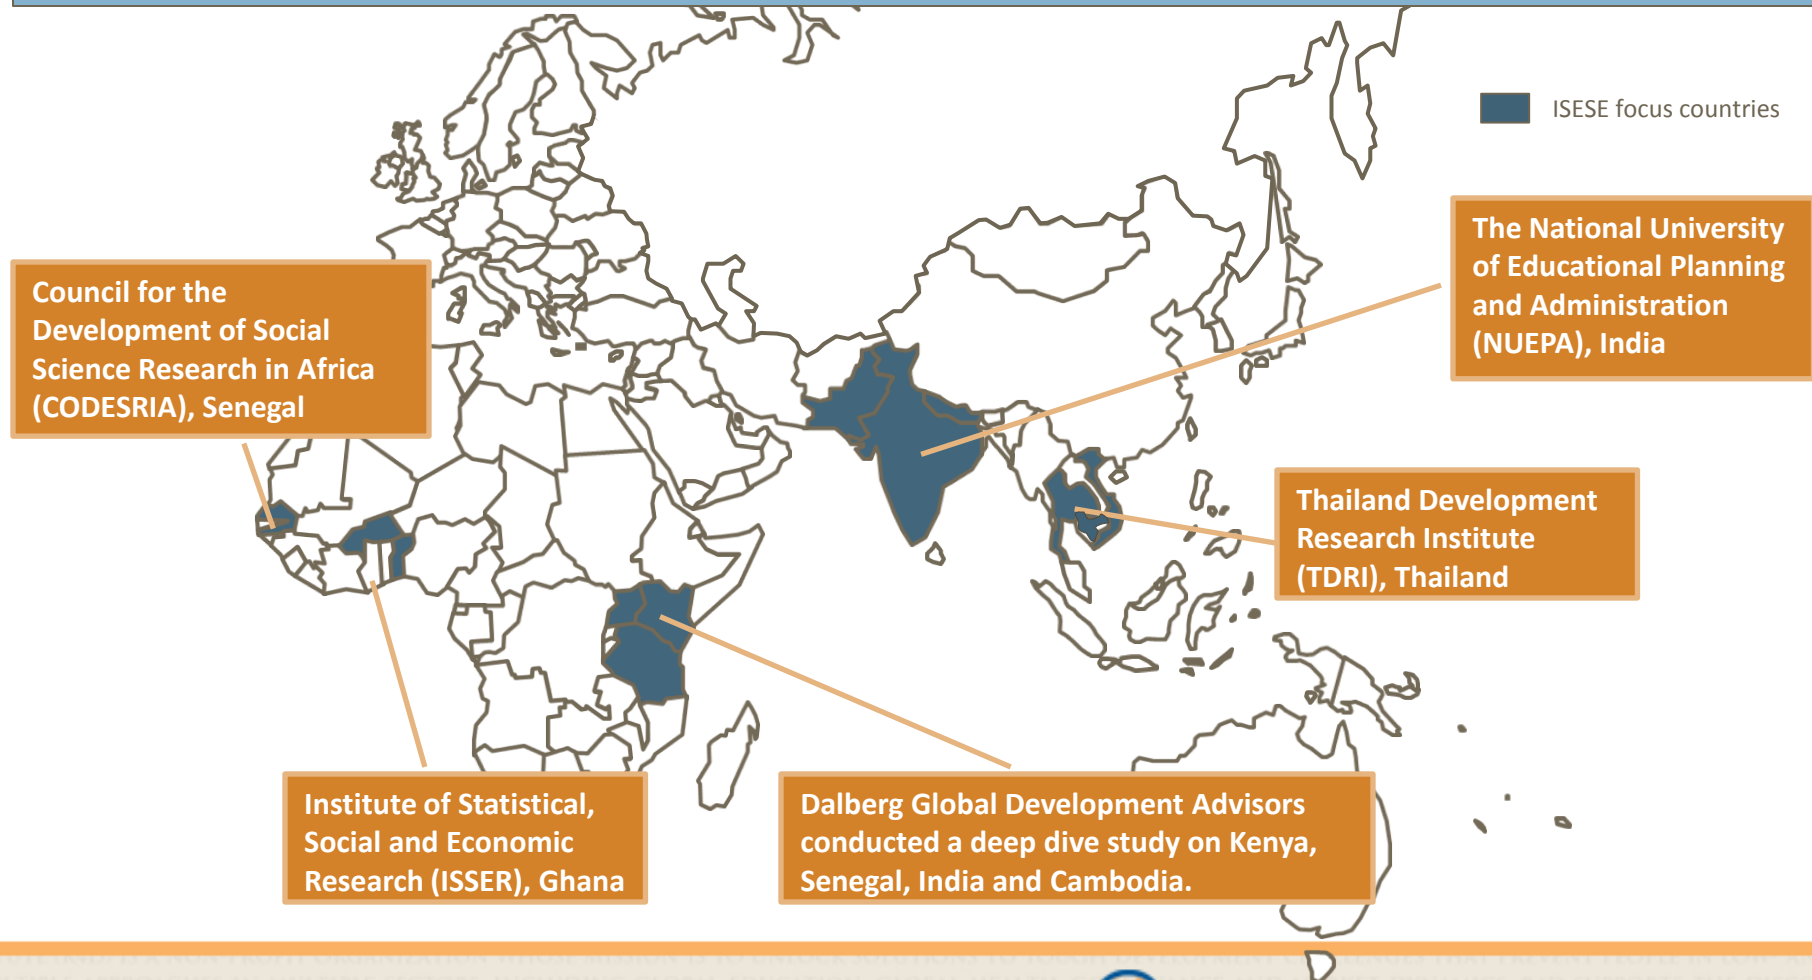 ISESE focus countries
The National University
of Educational Planning
and Administration
(NUEPA), India
Council for the
Development of Social
Science Research in Africa
(CODESRIA), Senegal
Thailand Development
Research Institute
(TDRI), Thailand
Institute of Statistical,
Social and Economic
Research (ISSER), Ghana
Dalberg Global Development Advisors
conducted a deep dive study on Kenya,
Senegal, India and Cambodia.